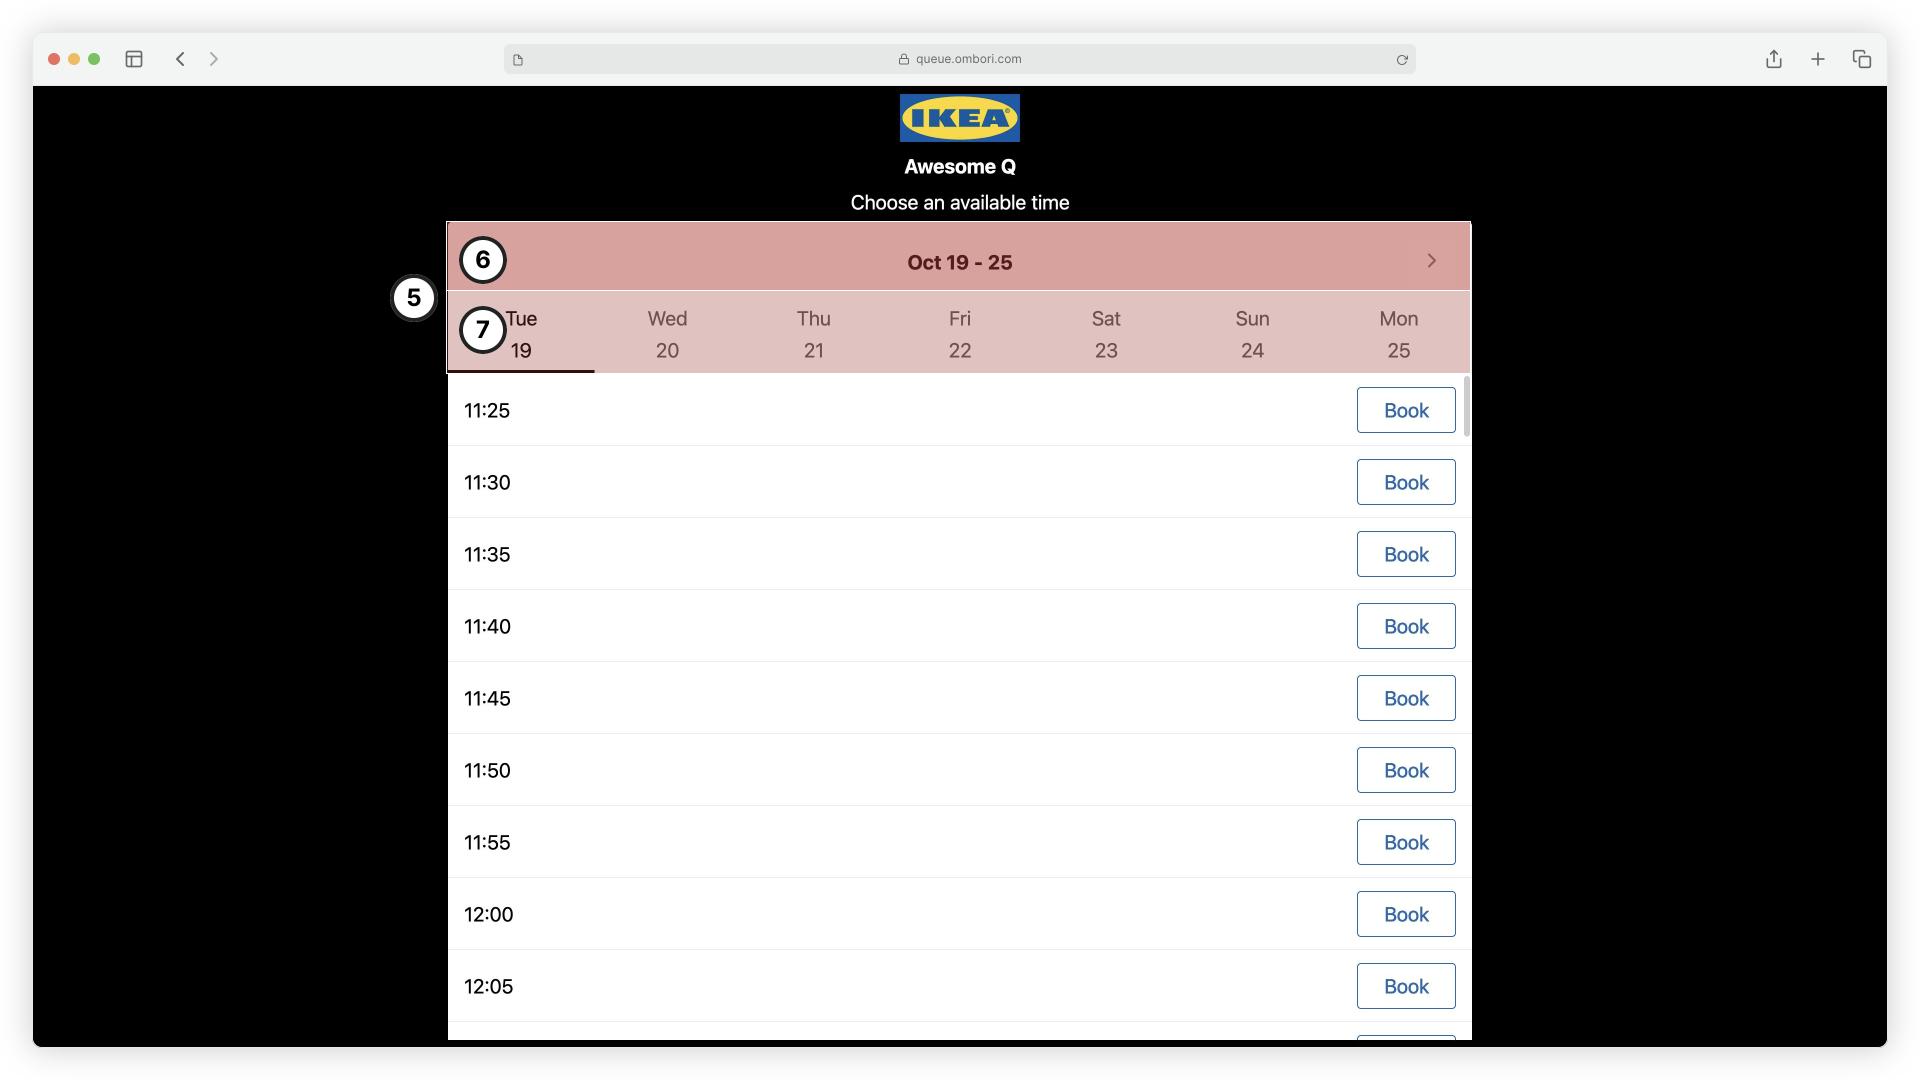 queue.ombori.com
IKEA
Awesome Q
Choose an available time
6
Oct 19 - 25
5
7
Tue Wed Thu Fri Sat Sun Mon
19 20 21 22 23 24 25
11:25 Book
11:30 Book
11:35 Book
11:40 Book
11:45 Book
11:50 Book
11:55 Book
12:00 Book
12:05 Book